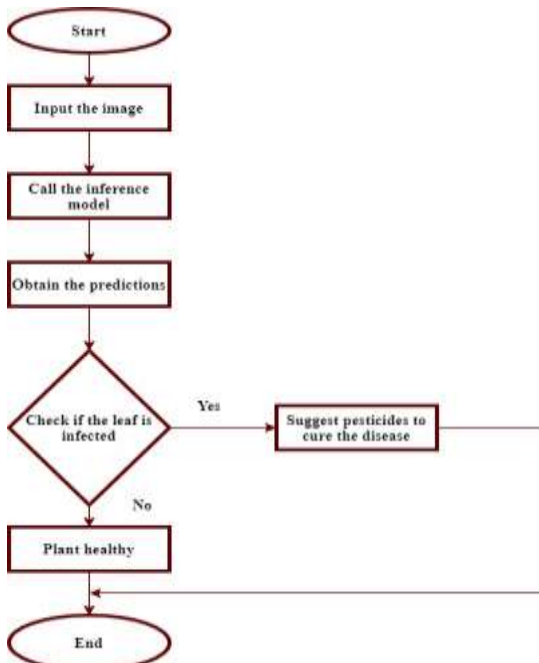 Start
Input the image
Call the inference
model
Obtain the predictions
Check if the leaf is
infected
Yes
Suggest pesticides to
cure the disease
No
Plant healthy
End